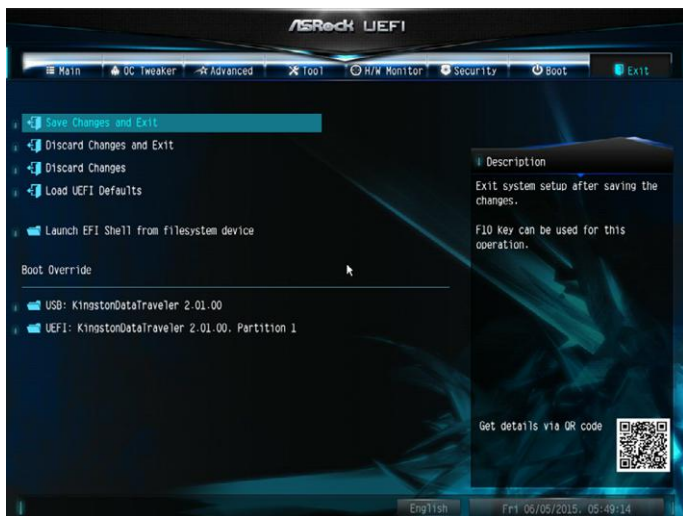 ASRock UEFI
Main OC Tweaker Advanced Tool H/W Monitor Security Boot Exit
Save Changes and Exit
Discard Changes and Exit
Discard Changes
Load UEFI Defaults
Launch EFI Shell from filesystem device
Boot Override
USB: KingstonDataTraveler 2.01.00
UEFI: KingstonDataTraveler 2.01.00. Partition 1
Description
Exit system setup after saving the
changes.
F10 Key can be used for this
operation.
Get details via QR code
English Fri 06/05/2015. 05:49:14